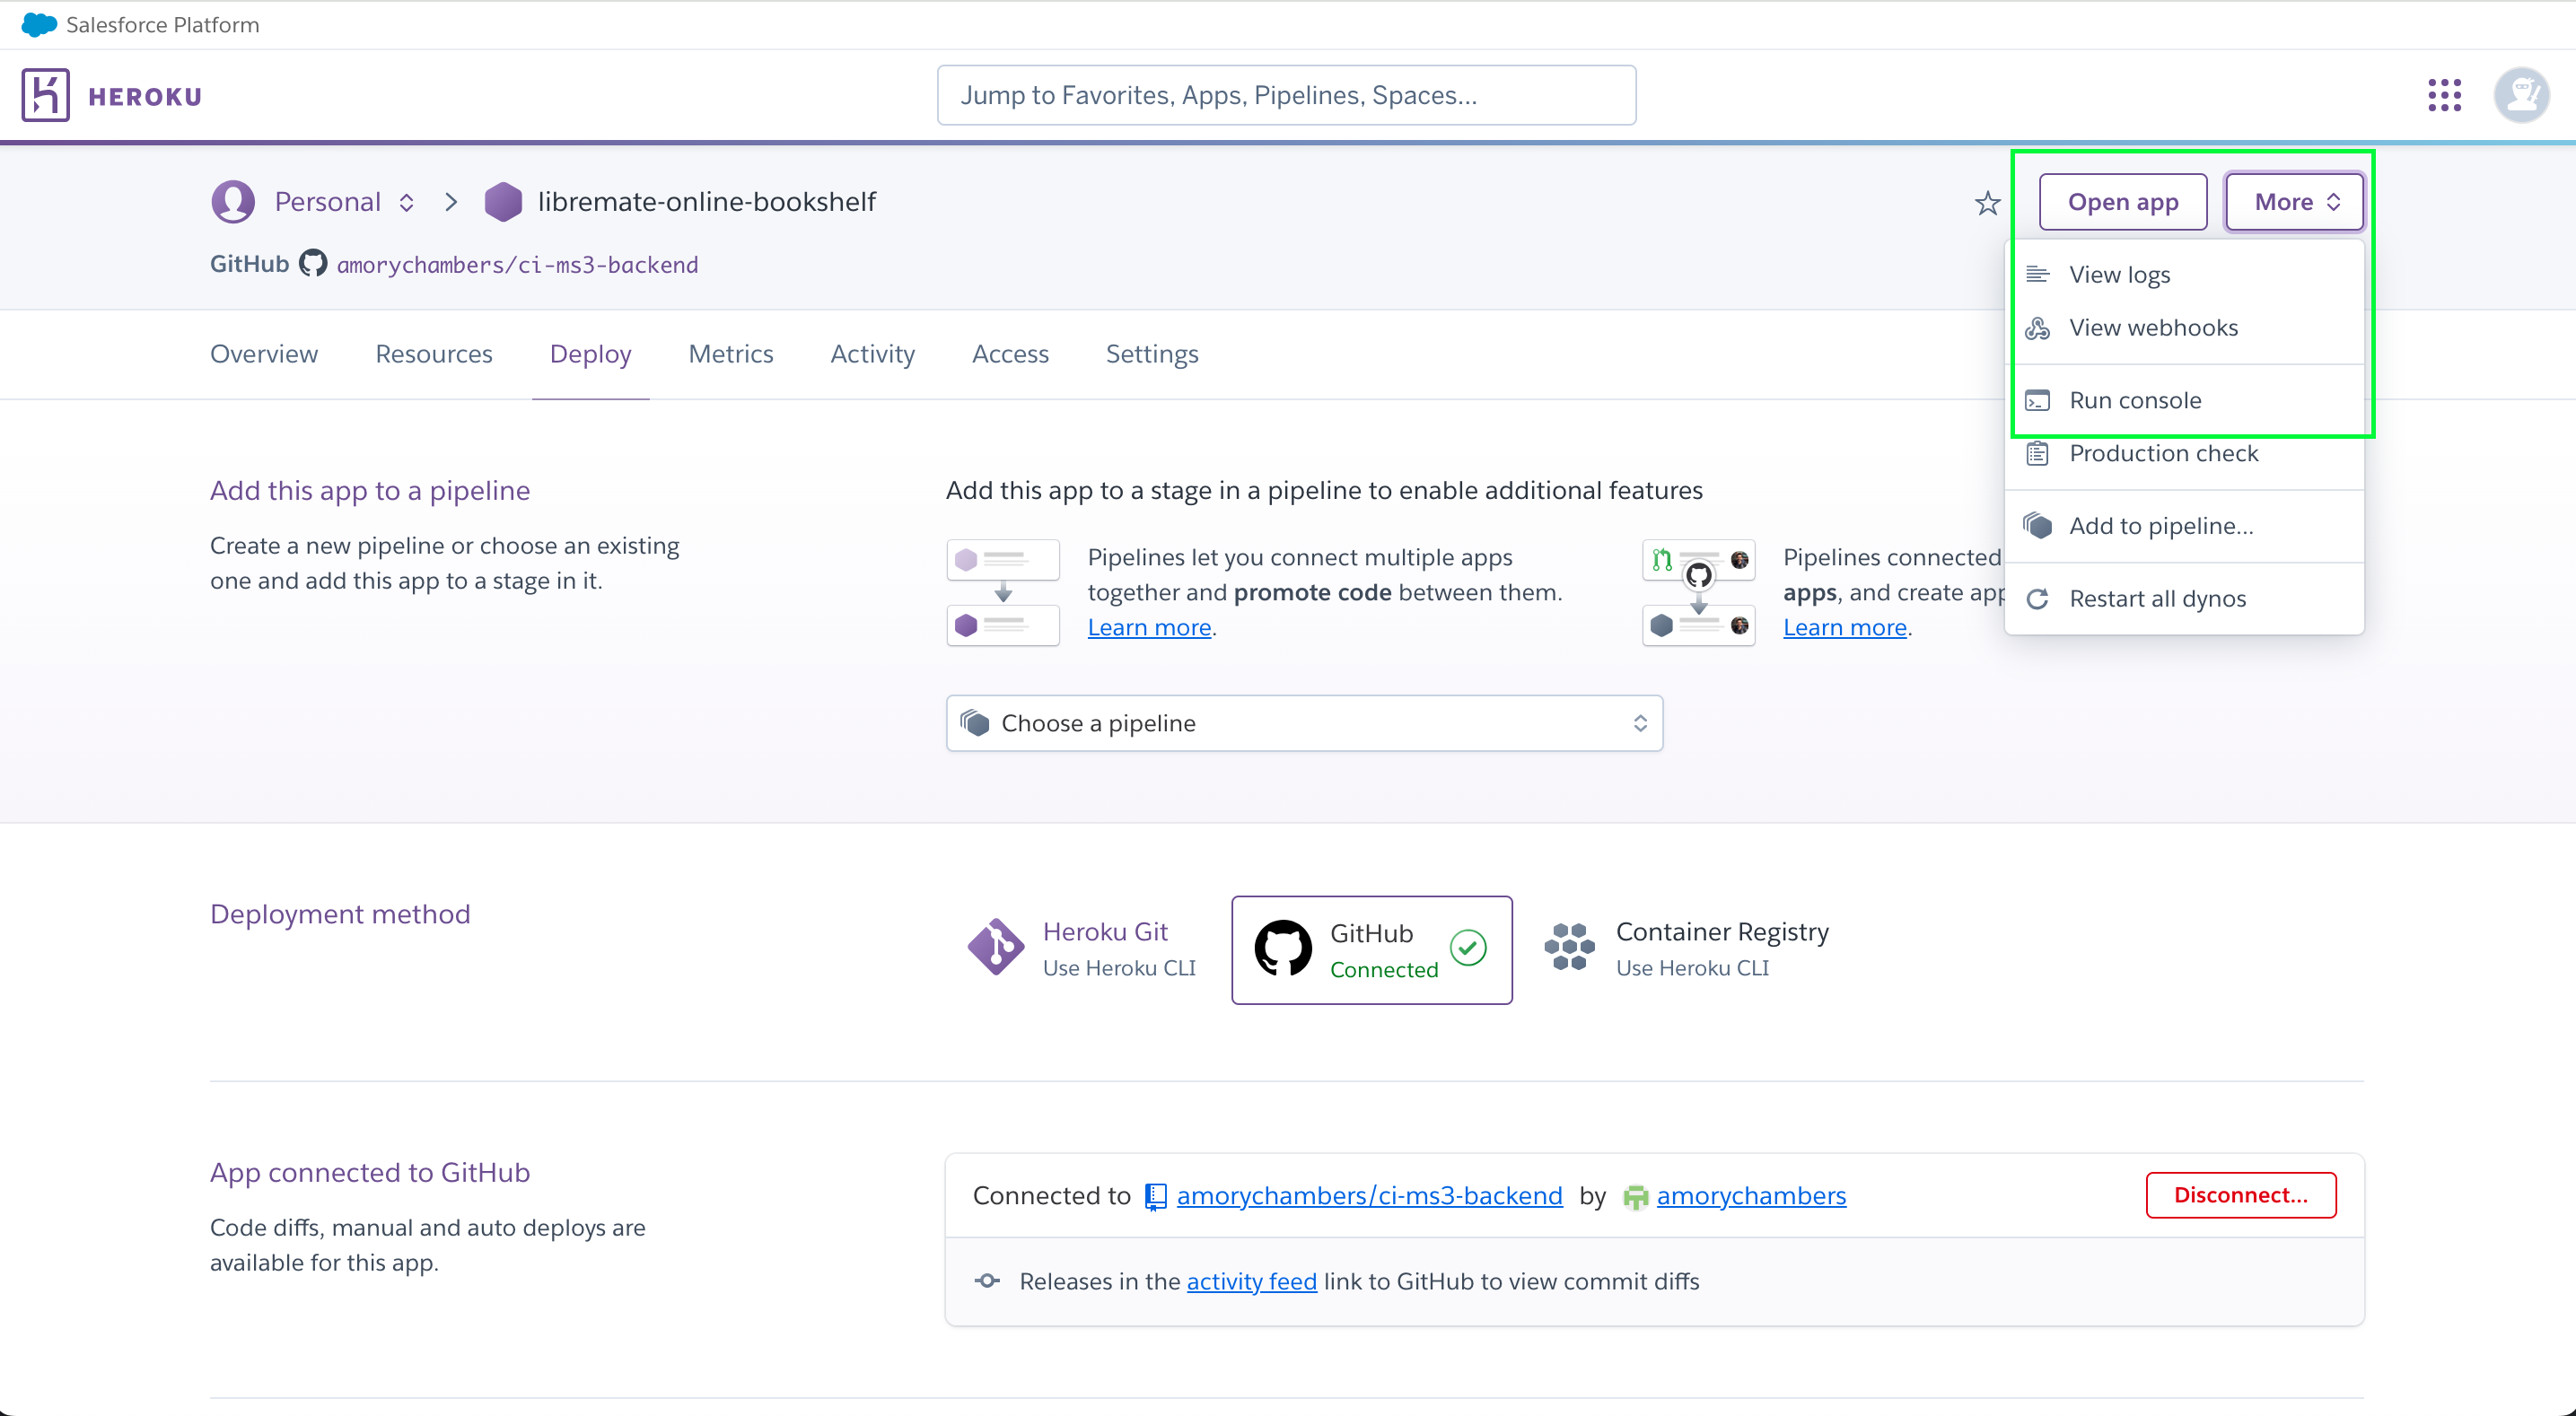 Salesforce Platform
HEROKU
Jump to Favorites, Apps, Pipelines, Spaces...
Personal
libremate-online-bookshelf
Open app
More
GitHub amorychambers/ci-ms3-backend
View logs
View webhooks
Run console
Production check
Add to pipeline...
Restart all dynos
Overview
Resources
Deploy
Metrics
Activity
Access
Settings
Add this app to a pipeline
Create a new pipeline or choose an existing
one and add this app to a stage in it.
Add this app to a stage in a pipeline to enable additional features
Pipelines let you connect multiple apps
together and promote code between them.
Learn more.
Pipelines connected
apps, and create app
Learn more.
Choose a pipeline
Deployment method
Heroku Git
Use Heroku CLI
GitHub
Connected
Container Registry
Use Heroku CLI
App connected to GitHub
Code diffs, manual and auto deploys are
available for this app.
Connected to amorychambers/ci-ms3-backend by amorychambers
Disconnect...
Releases in the activity feed link to GitHub to view commit diffs